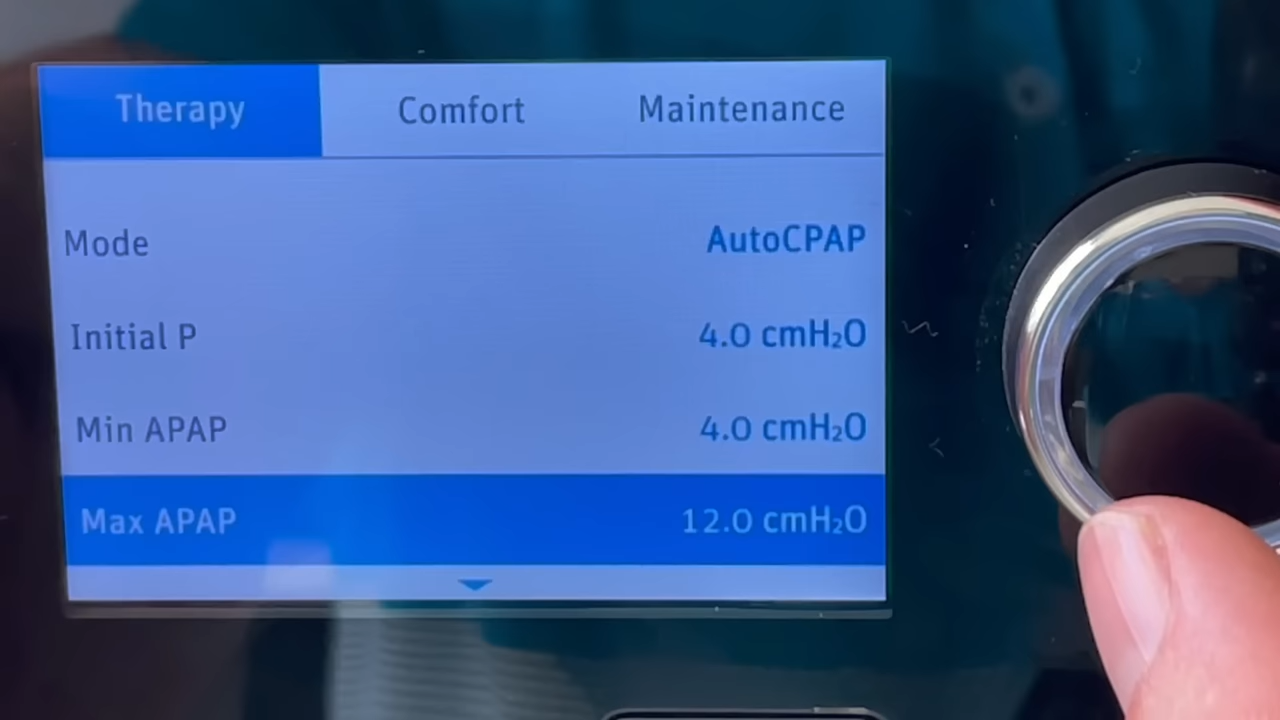 Therapy Comfort Maintenance
Mode AutoCPAP
Initial P 4.0 cmH₂O
Min APAP 4.0 cmH₂O
Max APAP 12.0 cmH₂O